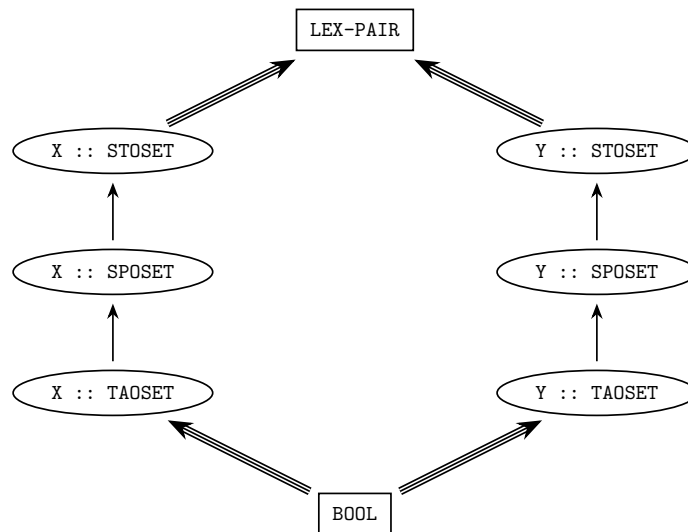 LEX-PAIR
X :: STOSET
Y :: STOSET
X :: SPOSET
Y :: SPOSET
X :: TAOSET
Y :: TAOSET
BOOL